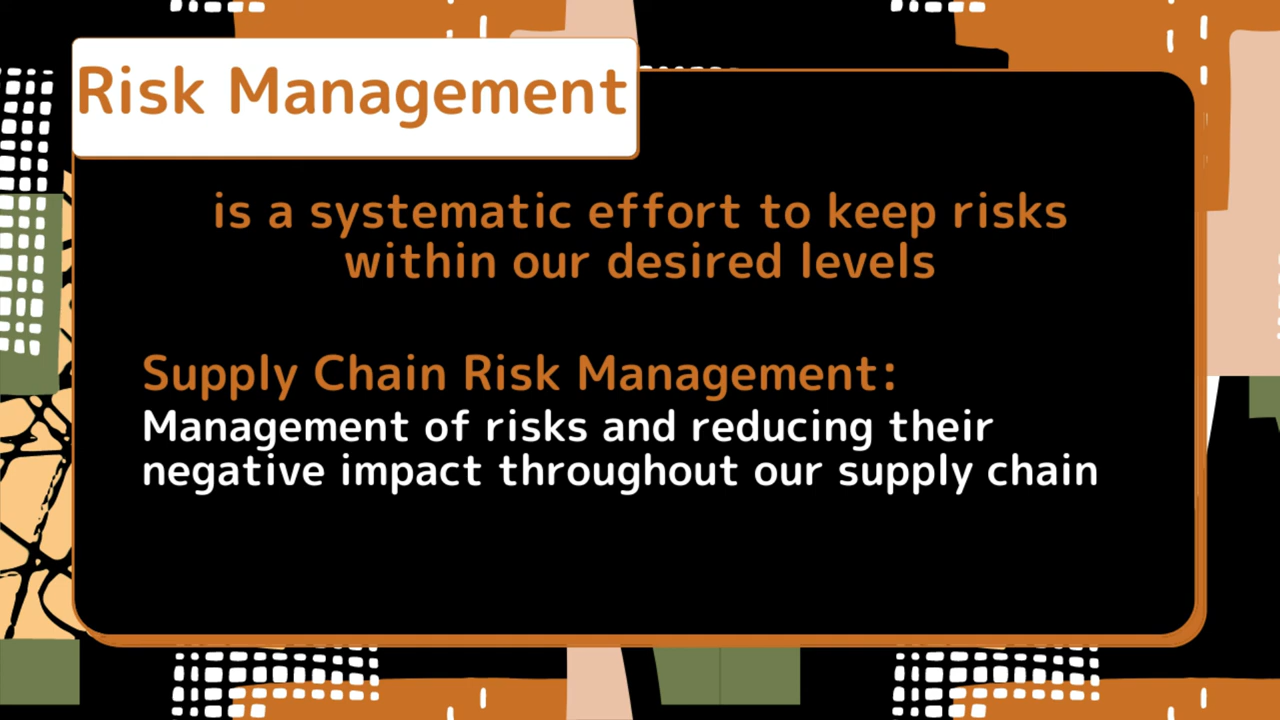 Risk Management
is a systematic effort to keep risks
within our desired levels
Supply Chain Risk Management:
Management of risks and reducing their
negative impact throughout our supply chain